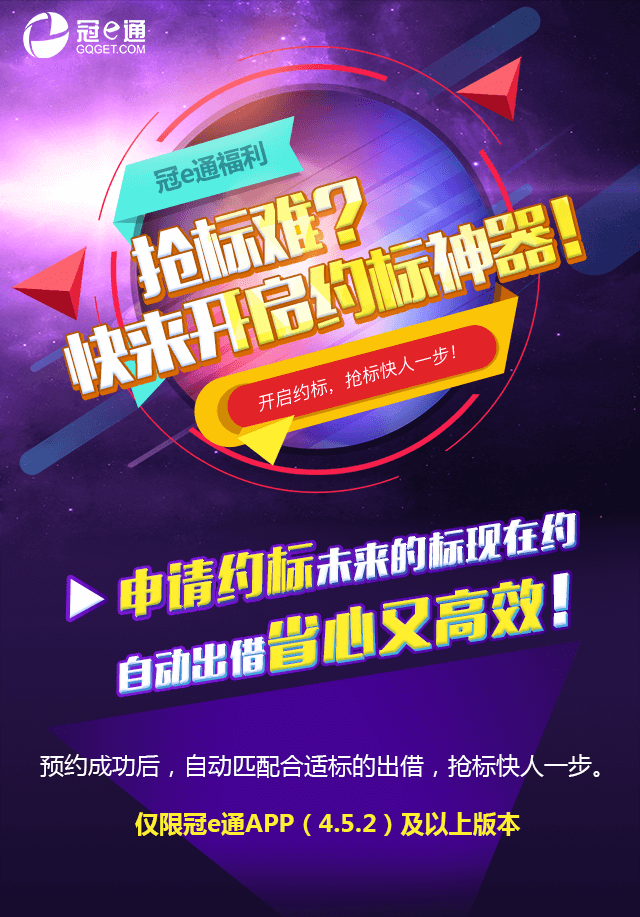 冠e通
GQGET.COM
冠e通福利
抢标难?
快来开启约标神器!
开启约标，抢标快人一步!
申请约标未来的标现在约
自动出借省心又高效!
预约成功后，自动匹配合适标的出借，抢标快人一步。
仅限冠e通APP（4.5.2）及以上版本